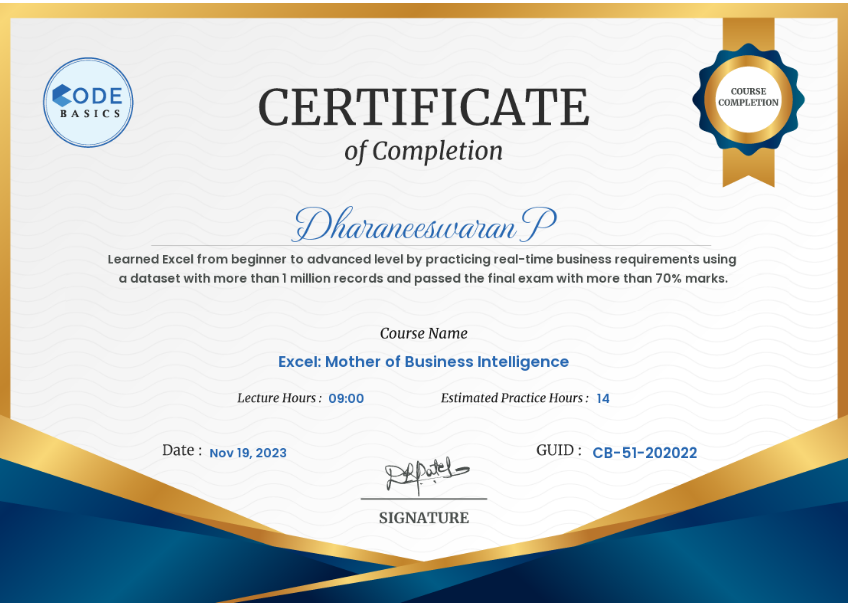 CODE
BASICS
COURSE
COMPLETION
CERTIFICATE
of Completion
Dharaneeswaran P
Learned Excel from beginner to advanced level by practicing real-time business requirements using
a dataset with more than 1 million records and passed the final exam with more than 70% marks.
Course Name
Excel: Mother of Business Intelligence
Lecture Hours : 09:00 Estimated Practice Hours : 14
Date : Nov 19, 2023 GUID : CB-51-202022
SIGNATURE